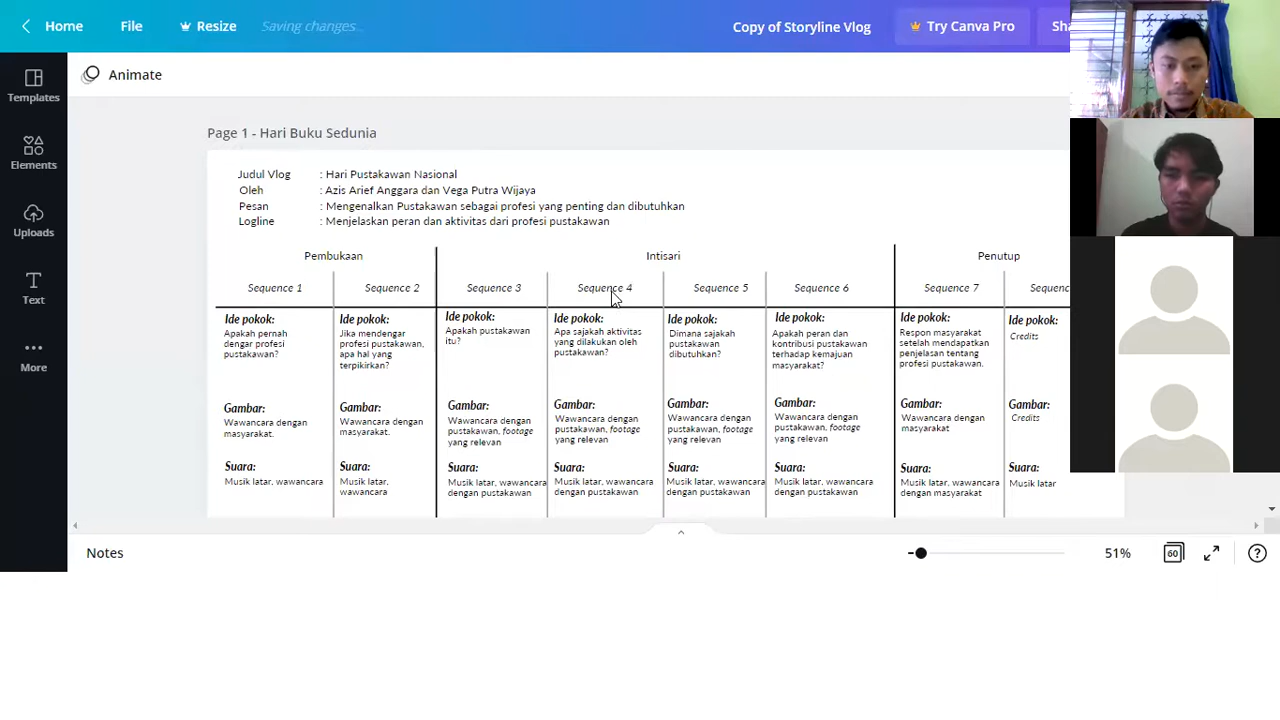 Home File Resize Saving changes... Copy of Storyline Vlog Try Canva Pro
Animate
Templates
Elements
Uploads
Text
More
Page 1 - Hari Buku Sedunia
Judul Vlog : Hari Pustakawan Nasional
Oleh : Azis Arief Anggara dan Vega Putra Wijaya
Pesan : Mengenalkan Pustakawan sebagai profesi yang penting dan dibutuhkan
Logline : Menjelaskan peran dan aktivitas dari profesi pustakawan
Pembukaan Intisari Penutup
Sequence 1
Ide pokok:
Apakah pernah
dengar profesi
pustakawan?
Gambar:
Wawancara dengan
masyarakat.
Suara:
Musik latar, wawancara
Sequence 2
Ide pokok:
Jika mendengar
profesi pustakawan,
apa hal yang
terpikirkan?
Gambar:
Wawancara dengan
masyarakat.
Suara:
Musik latar,
wawancara
Sequence 3
Ide pokok:
Apakah pustakawan
itu?
Gambar:
Wawancara dengan
pustakawan, footage
yang relevan
Suara:
Musik latar, wawancara
dengan pustakawan
Sequence 4
Ide pokok:
Apa sajakah aktivitas
yang dilakukan oleh
pustakawan?
Gambar:
Wawancara dengan
pustakawan, footage
yang relevan
Suara:
Musik latar, wawancara
dengan pustakawan
Sequence 5
Ide pokok:
Dimana sajakah
pustakawan
dibutuhkan?
Gambar:
Wawancara dengan
pustakawan, footage
yang relevan
Suara:
Musik latar, wawancara
dengan pustakawan
Sequence 6
Ide pokok:
Apakah peran dan
kontribusi pustakawan
terhadap kemajuan
masyarakat?
Gambar:
Wawancara dengan
pustakawan, footage
yang relevan
Suara:
Musik latar, wawancara
dengan pustakawan
Sequence 7
Ide pokok:
Respon masyarakat
setelah mendapatkan
penjelasan tentang
profesi pustakawan.
Gambar:
Wawancara dengan
masyarakat
Suara:
Musik latar, wawancara
dengan masyarakat
Ide pokok:
Credits
Gambar:
Credits
Suara:
Musik latar
Notes 51% 60 ?